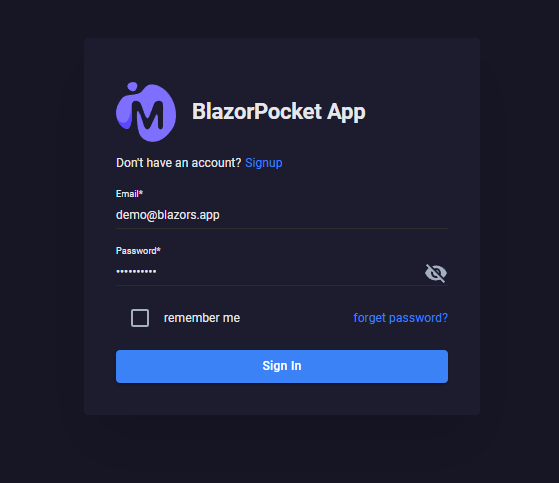 M
BlazorPocket App
Don't have an account? Signup
Email*
demo@blazors.app
Password*
••••••••••
remember me forget password?
Sign In